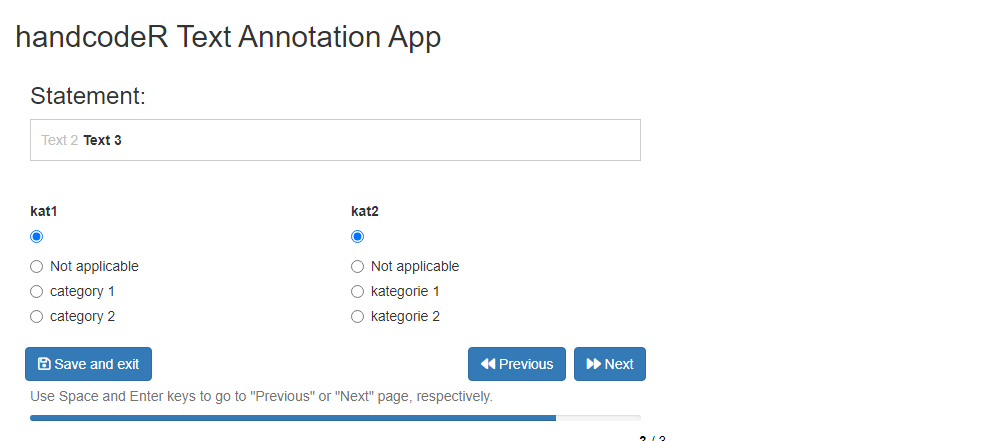 handcodeR Text Annotation App
Statement:
Text 2 Text 3
kat1 kat2
Not applicable Not applicable
category 1 kategorie 1
category 2 kategorie 2
Save and exit Previous Next
Use Space and Enter keys to go to "Previous" or "Next" page, respectively.